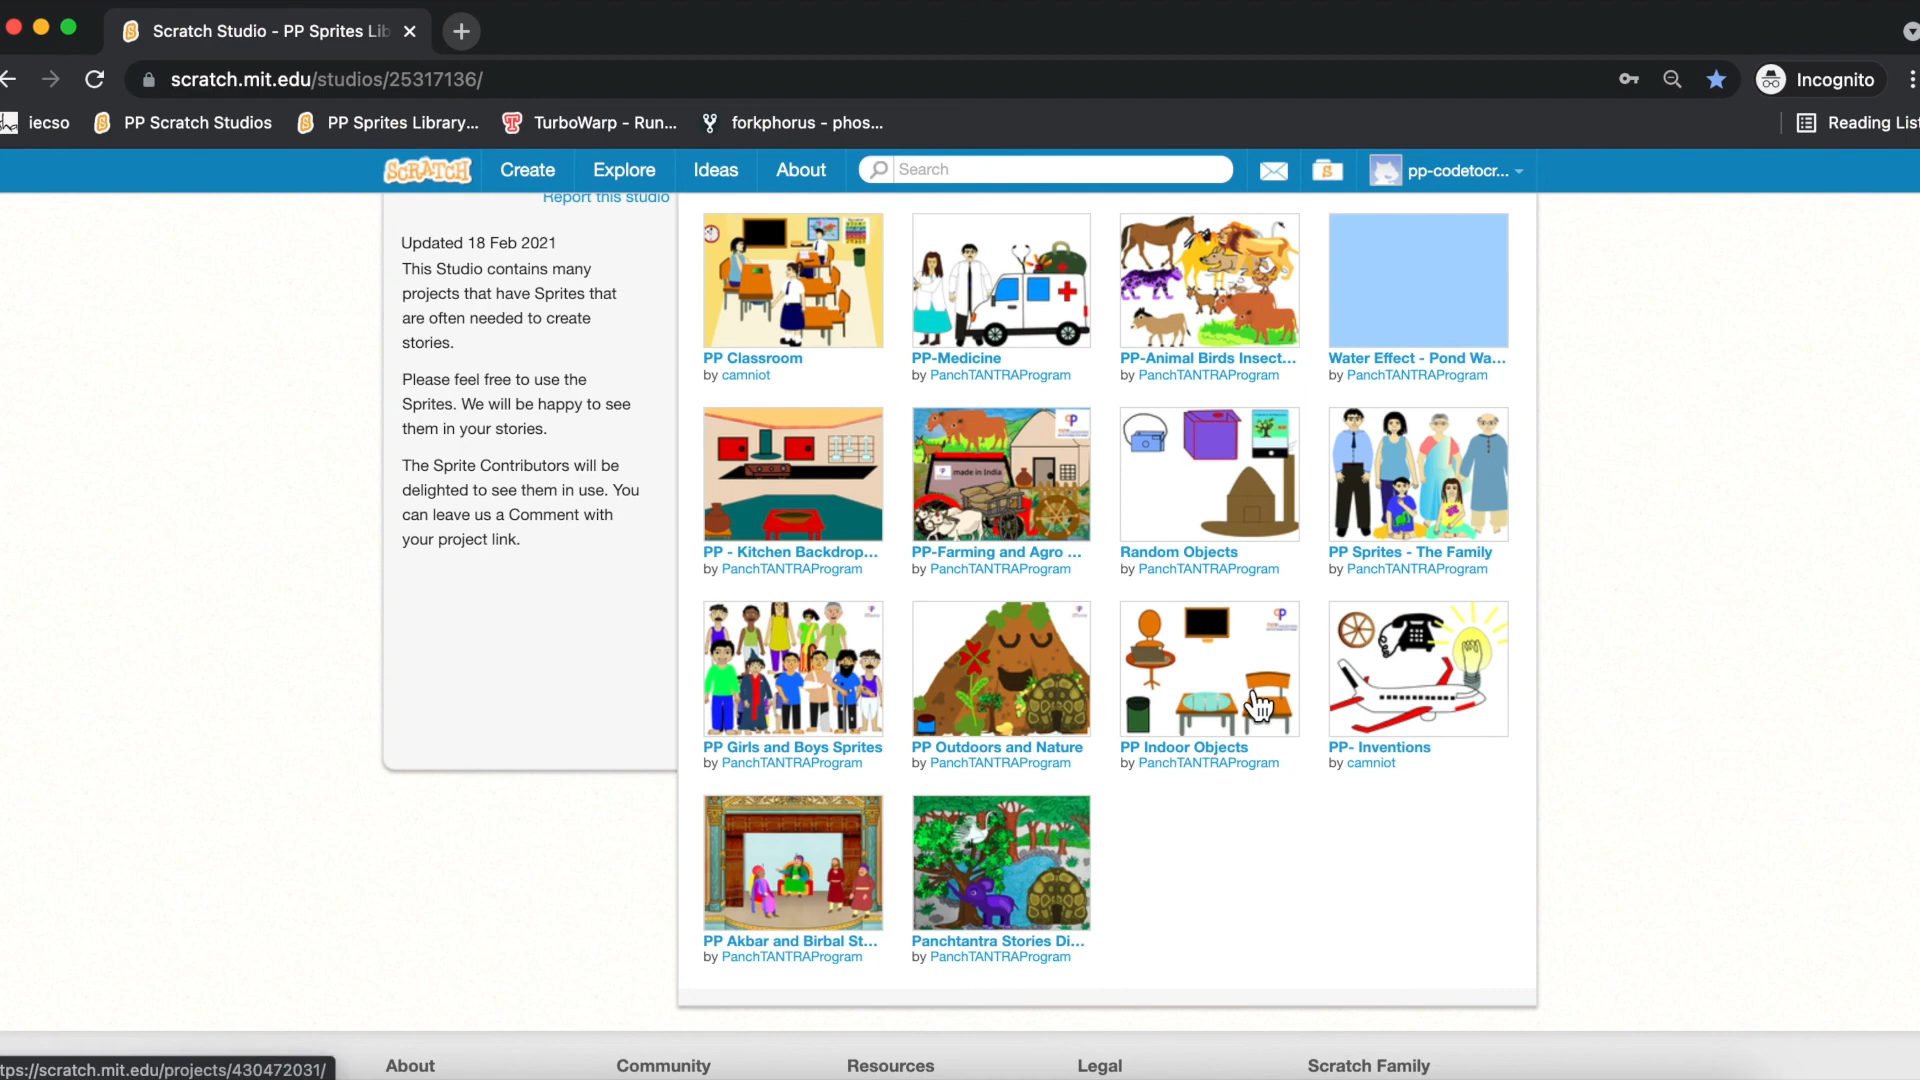 Scratch Studio - PP Sprites Lib
scratch.mit.edu/studios/25317136/
Incognito
iecso
PP Scratch Studios
PP Sprites Library...
TurboWarp - Run...
forkphorus - phos...
Reading List
SCRATCH
Create
Explore
Ideas
About
Search
pp-codetocr...
Report this studio
Updated 18 Feb 2021
This Studio contains many
projects that have Sprites that
are often needed to create
stories.
Please feel free to use the
Sprites. We will be happy to see
them in your stories.
The Sprite Contributors will be
delighted to see them in use. You
can leave us a Comment with
your project link.
PP Classroom
by camniot
PP-Medicine
by PanchTANTRAProgram
PP-Animal Birds Insect...
by PanchTANTRAProgram
Water Effect - Pond Wa...
by PanchTANTRAProgram
made in India
PP - Kitchen Backdrop...
by PanchTANTRAProgram
PP-Farming and Agro ...
by PanchTANTRAProgram
Random Objects
by PanchTANTRAProgram
PP Sprites - The Family
by PanchTANTRAProgram
PP Girls and Boys Sprites
by PanchTANTRAProgram
PP Outdoors and Nature
by PanchTANTRAProgram
PP Indoor Objects
by PanchTANTRAProgram
PP- Inventions
by camniot
PP Akbar and Birbal St...
by PanchTANTRAProgram
Panchtantra Stories Di...
by PanchTANTRAProgram
About
Community
Resources
Legal
Scratch Family
tps://scratch.mit.edu/projects/430472031/